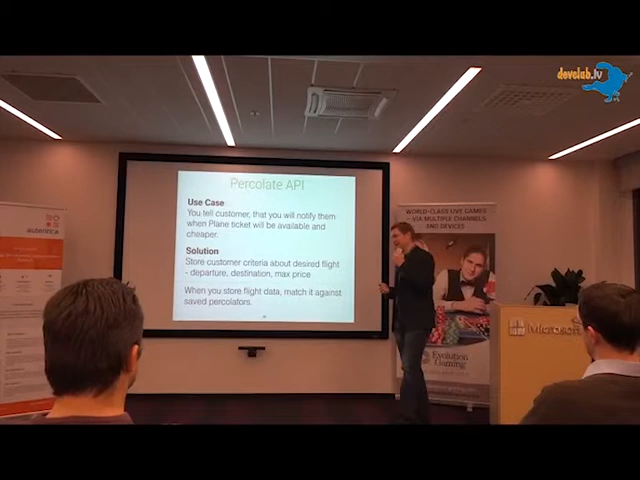 devclub.lv
Percolate API
Use Case:
You tell customer, that you will notify them
when Plane ticket will be available and
cheaper.
Solution:
Store customer criteria about desired flight
- departure, destination, max price
When you store flight data, match it against
saved percolators.
autentica
WORLD-CLASS LIVE GAMES
– VIA MULTIPLE CHANNELS
AND DEVICES
Evolution
Gaming
Microsoft